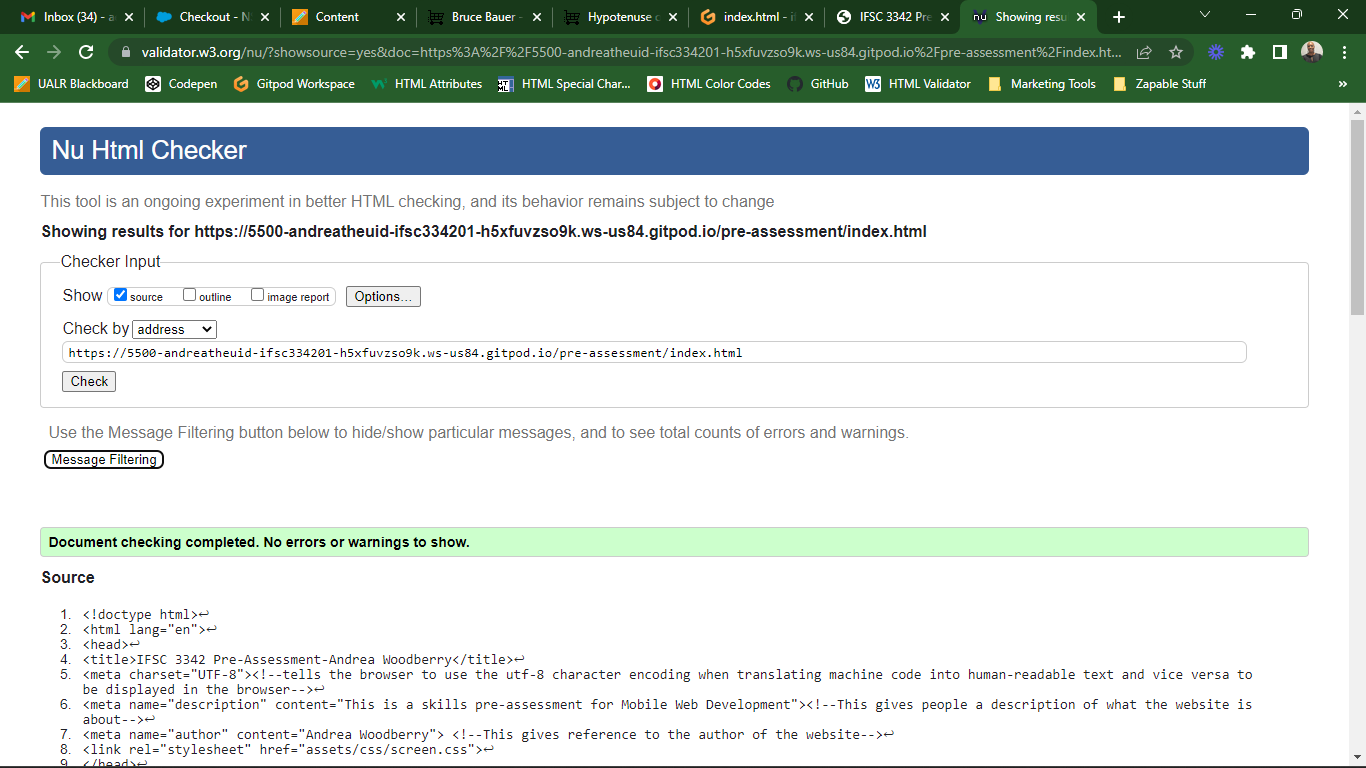 Inbox (34) - a
Checkout - N
Content
Bruce Bauer -
Hypotenuse c
index.html - i
IFSC 3342 Pre
nu Showing resu
validator.w3.org/nu/?showsource=yes&doc=https%3A%2F%2F5500-andreatheuid-ifsc334201-h5xfuvzso9k.ws-us84.gitpod.io%2Fpre-assessment%2Findex.ht...
UALR Blackboard
Codepen
Gitpod Workspace
HTML Attributes
HTML Special Char...
HTML Color Codes
GitHub
W3 HTML Validator
Marketing Tools
Zapable Stuff
»
Nu Html Checker
This tool is an ongoing experiment in better HTML checking, and its behavior remains subject to change
Showing results for https://5500-andreatheuid-ifsc334201-h5xfuvzso9k.ws-us84.gitpod.io/pre-assessment/index.html
Checker Input
Show source outline image report Options...
Check by address
https://5500-andreatheuid-ifsc334201-h5xfuvzso9k.ws-us84.gitpod.io/pre-assessment/index.html
Check
Use the Message Filtering button below to hide/show particular messages, and to see total counts of errors and warnings.
Message Filtering
Document checking completed. No errors or warnings to show.
Source
1. <!doctype html>↩
2. <html lang="en">↩
3. <head>↩
4. <title>IFSC 3342 Pre-Assessment-Andrea Woodberry</title>↩
5. <meta charset="UTF-8"><!--tells the browser to use the utf-8 character encoding when translating machine code into human-readable text and vice versa to
be displayed in the browser-->↩
6. <meta name="description" content="This is a skills pre-assessment for Mobile Web Development"><!--This gives people a description of what the website is
about-->↩
7. <meta name="author" content="Andrea Woodberry"> <!--This gives reference to the author of the website-->↩
8. <link rel="stylesheet" href="assets/css/screen.css">↩
9. </head>↩